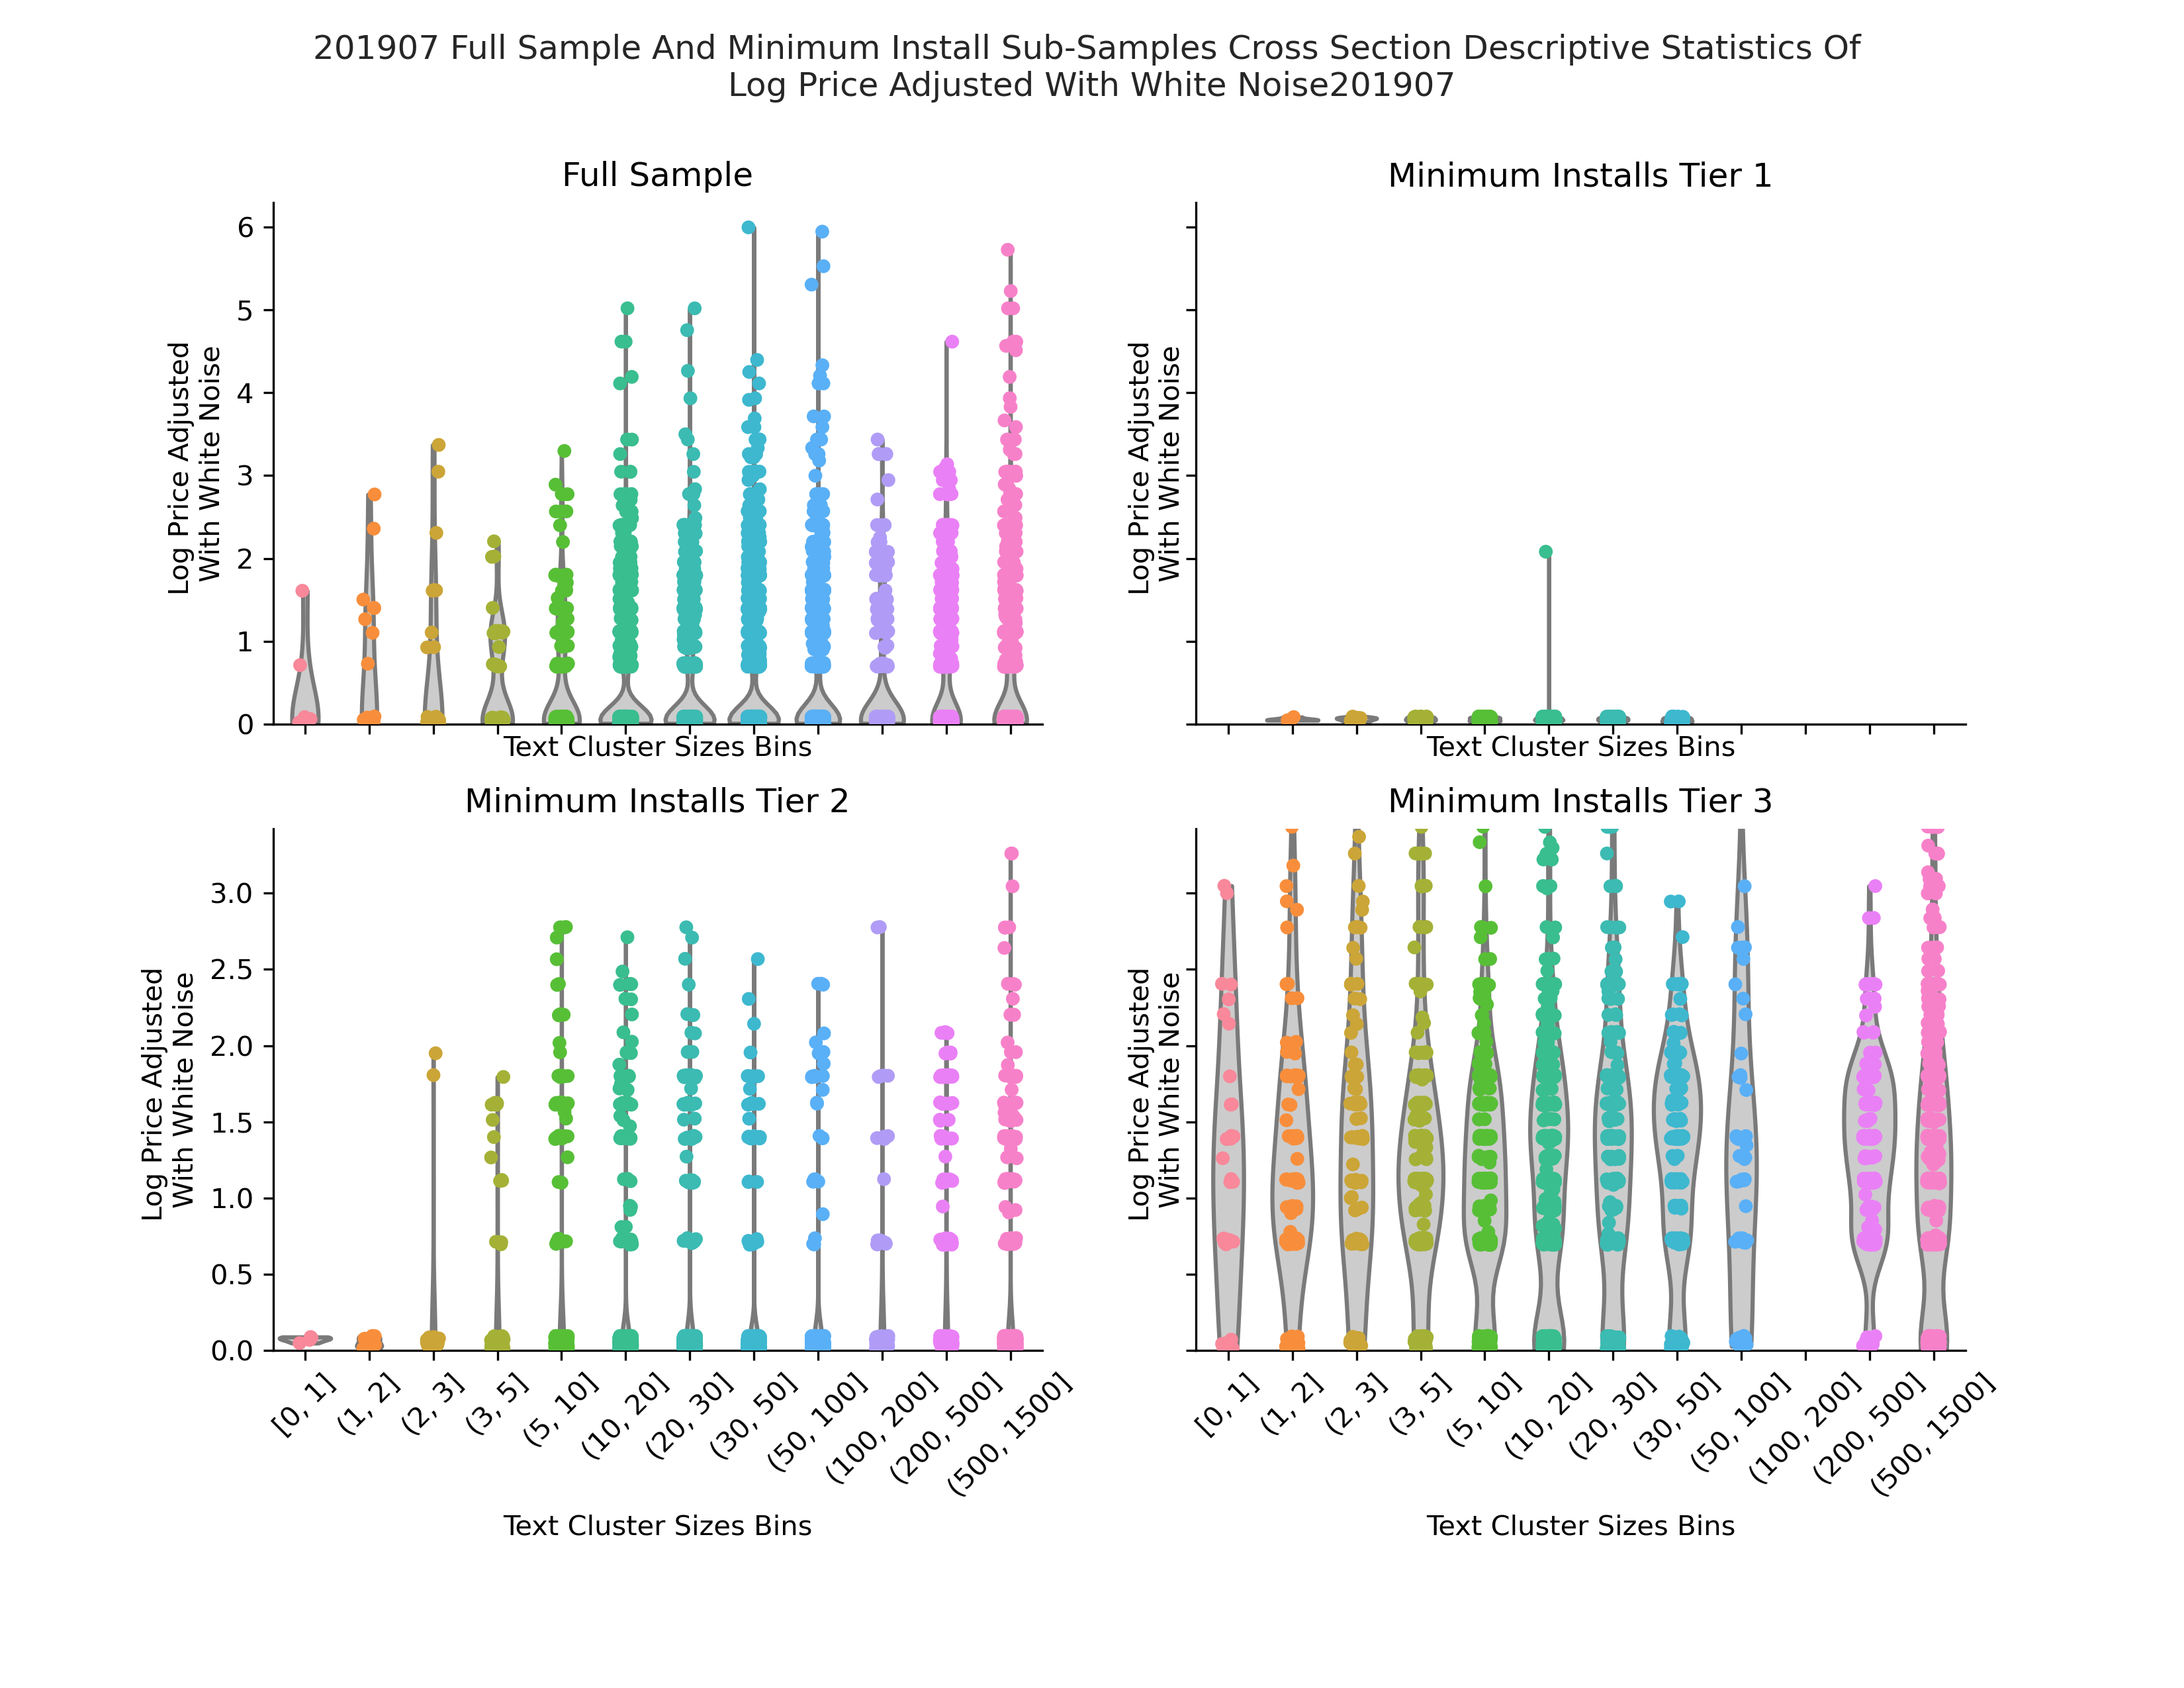 201907 Full Sample And Minimum Install Sub-Samples Cross Section Descriptive Statistics Of
Log Price Adjusted With White Noise201907
Full Sample
Log Price Adjusted
With White Noise
6
5
4
3
2
1
0
Text Cluster Sizes Bins
Minimum Installs Tier 1
Log Price Adjusted
With White Noise
Text Cluster Sizes Bins
Minimum Installs Tier 2
Log Price Adjusted
With White Noise
3.0
2.5
2.0
1.5
1.0
0.5
0.0
[0, 1]
(1, 2]
(2, 3]
(3, 5]
(5, 10]
(10, 20]
(20, 30]
(30, 50]
(50, 100]
(100, 200]
(200, 500]
(500, 1500]
Text Cluster Sizes Bins
Minimum Installs Tier 3
Log Price Adjusted
With White Noise
[0, 1]
(1, 2]
(2, 3]
(3, 5]
(5, 10]
(10, 20]
(20, 30]
(30, 50]
(50, 100]
(100, 200]
(200, 500]
(500, 1500]
Text Cluster Sizes Bins